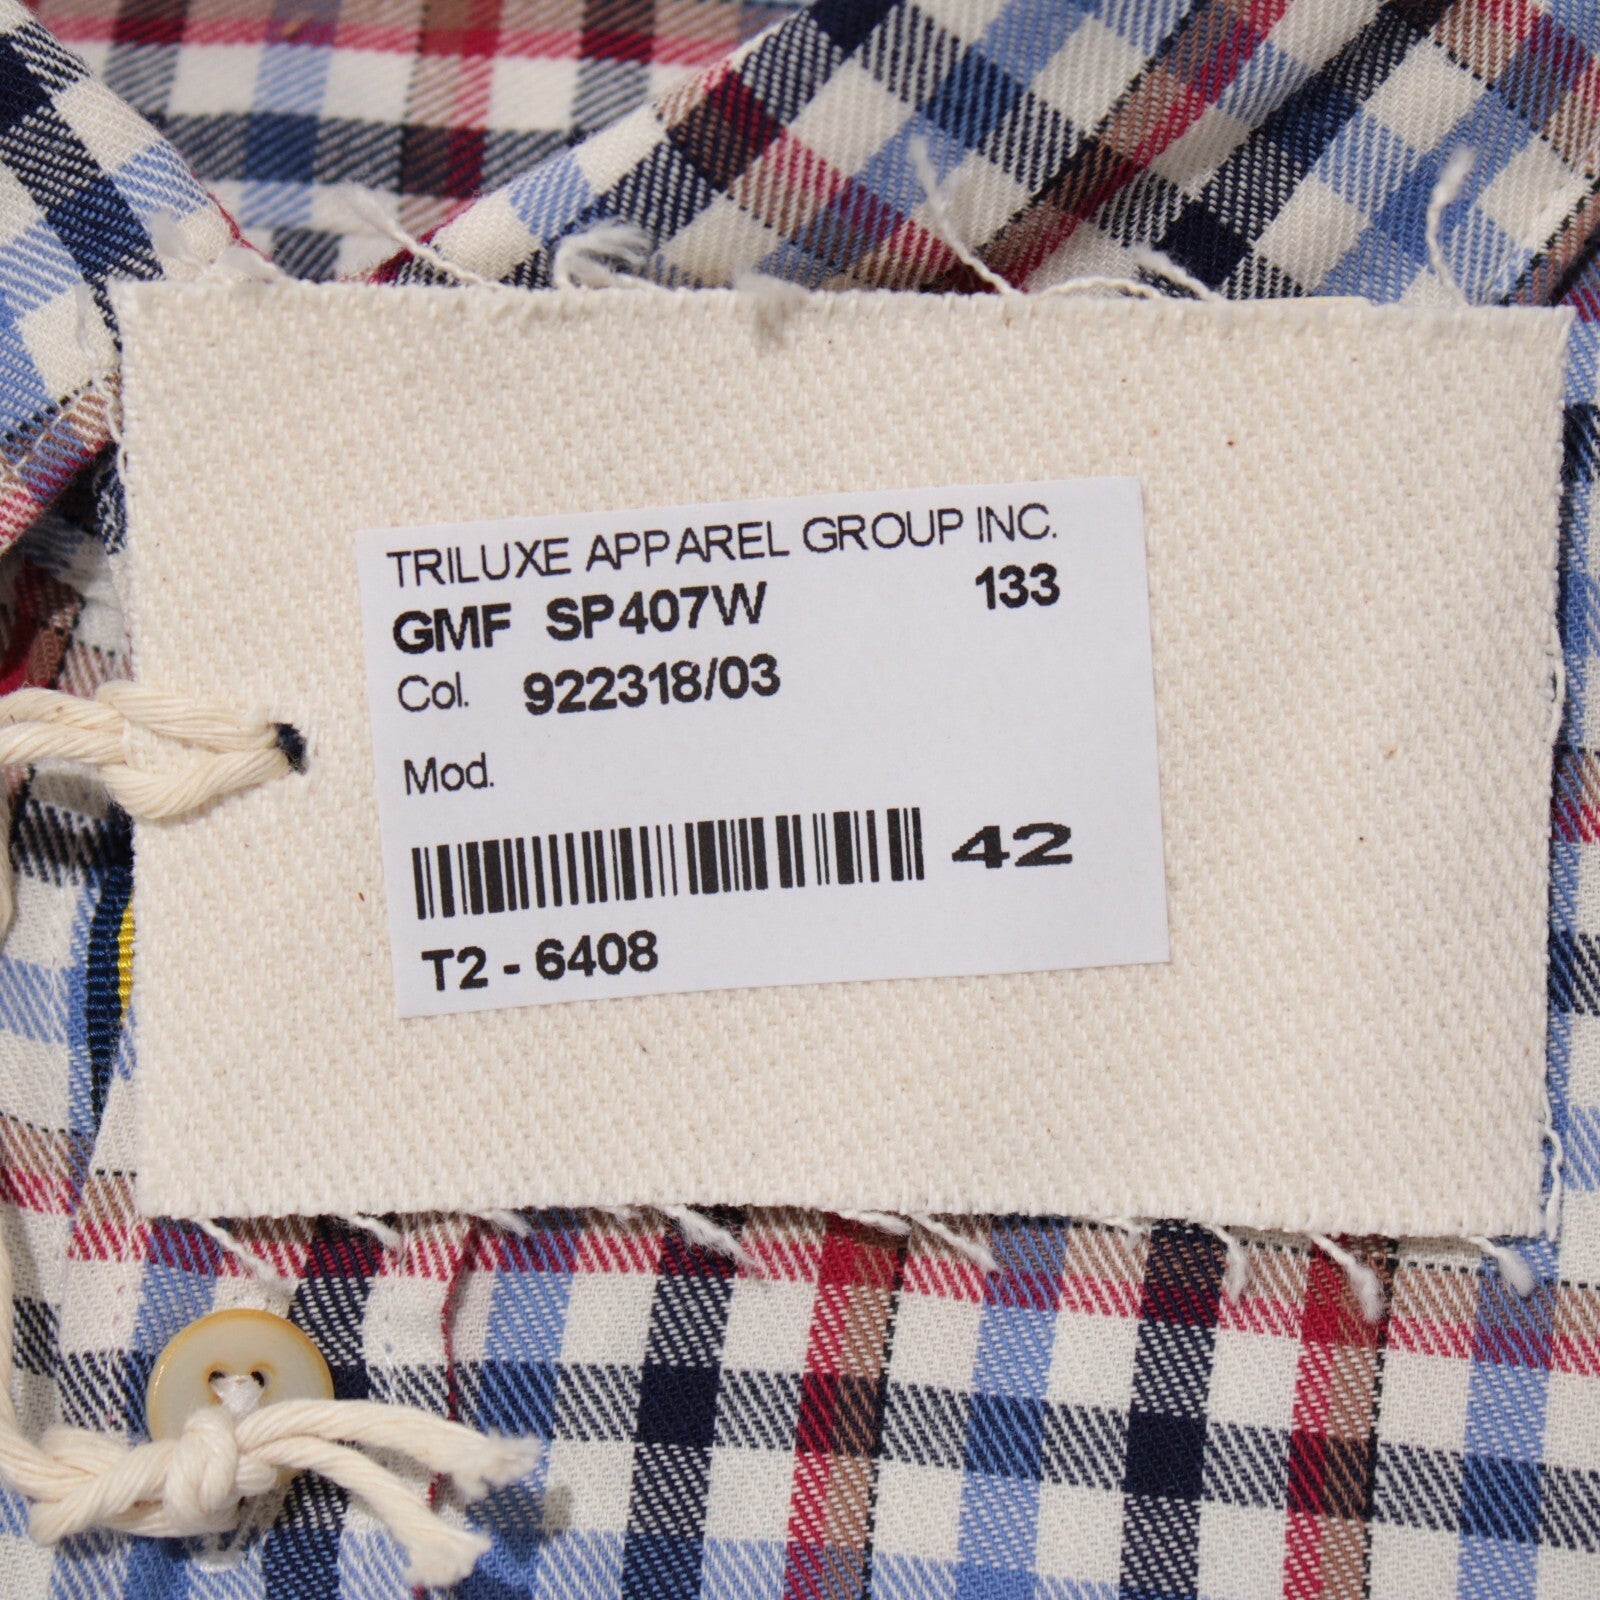 TRILUXE APPAREL GROUP INC.
GMF SP407W 133
Col. 922318/03
Mod.
42
T2 - 6408